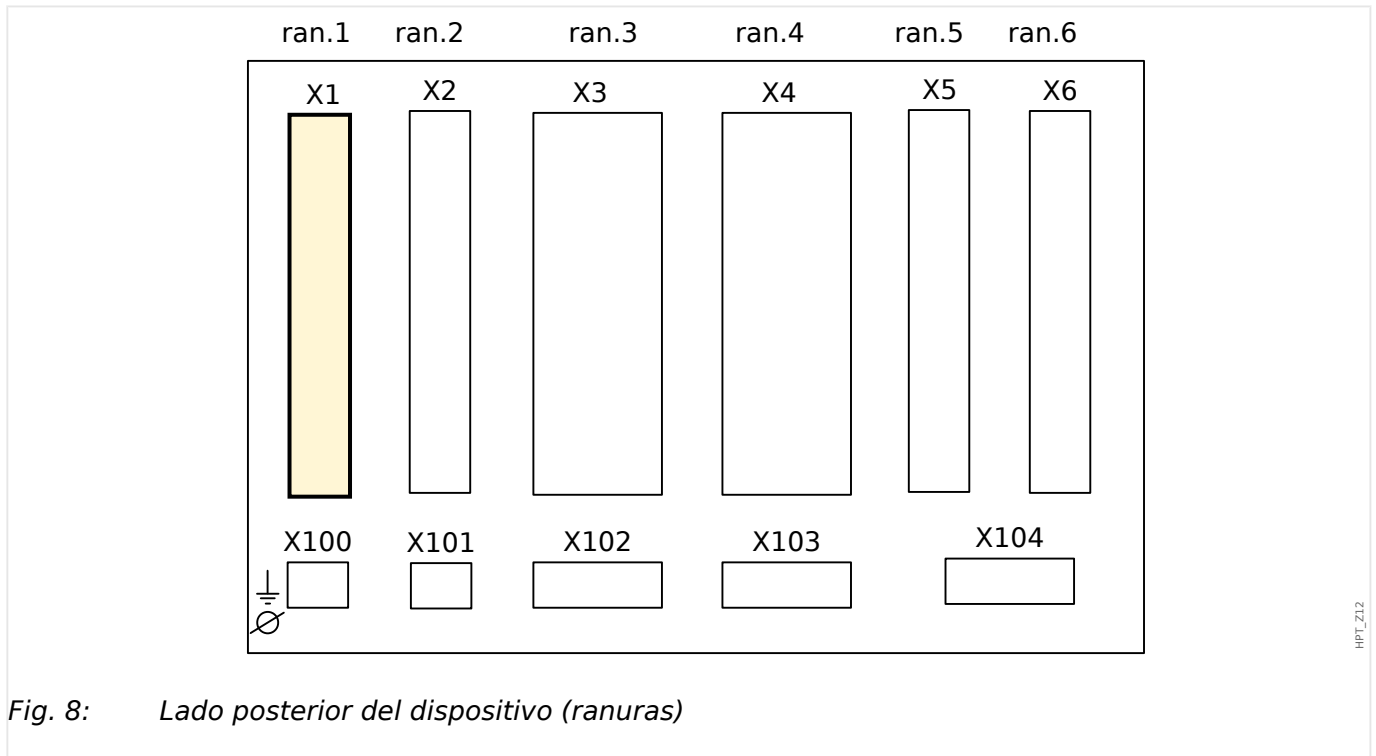 ran.1 ran.2 ran.3 ran.4 ran.5 ran.6
X1 X2 X3 X4 X5 X6
X100 X101 X102 X103 X104
HPT_Z12
Fig. 8: Lado posterior del dispositivo (ranuras)